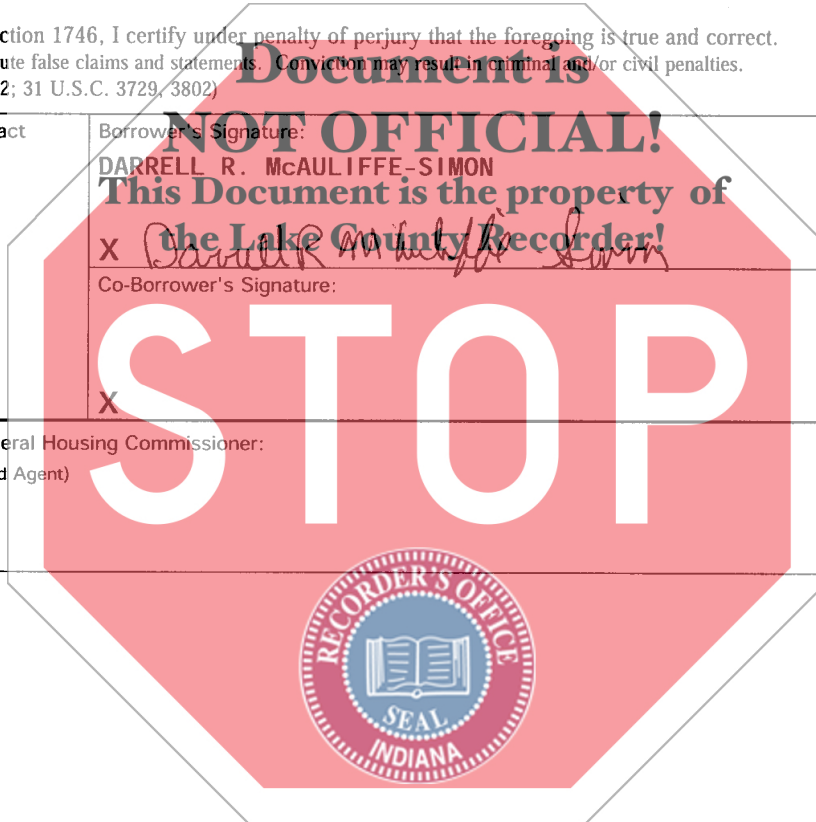 ction 1746, I certify under penalty of perjury that the foregoing is true and correct.
ute false claims and statements. Conviction may result in criminal and/or civil penalties.
2; 31 U.S.C. 3729, 3802)
Document is
NOT OFFICIAL!
This Document is the property of
the Lake County Recorder!
act
Borrower's Signature:
DARRELL R. McAULIFFE-SIMON
X Darrell R McAuliffe Simon
Co-Borrower's Signature:
X
STOP
eral Housing Commissioner:
d Agent)
RECORDER'S OFFICE
SEAL
INDIANA